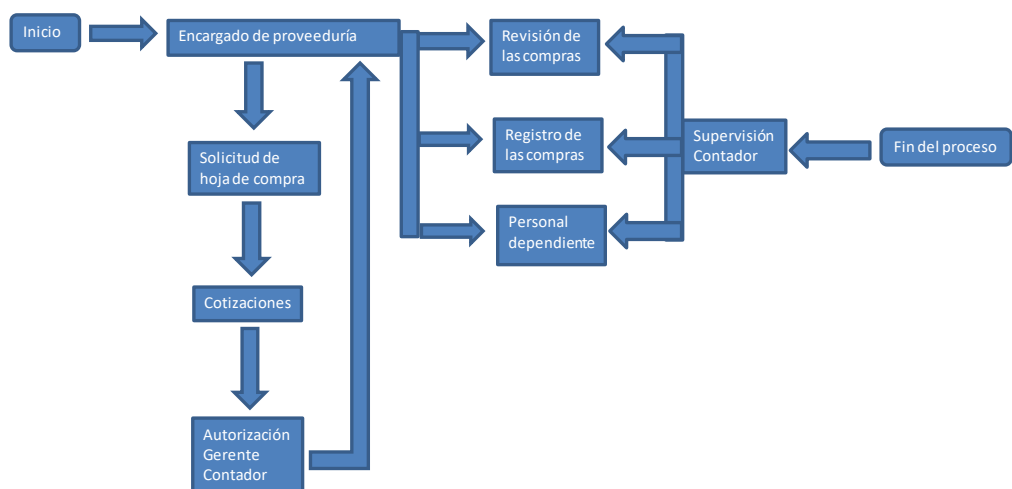 Inicio
Encargado de proveeduría
Revisión de
las compras
Solicitud de
hoja de compra
Registro de
las compras
Supervisión
Contador
Fin del proceso
Personal
dependiente
Cotizaciones
Autorización
Gerente
Contador